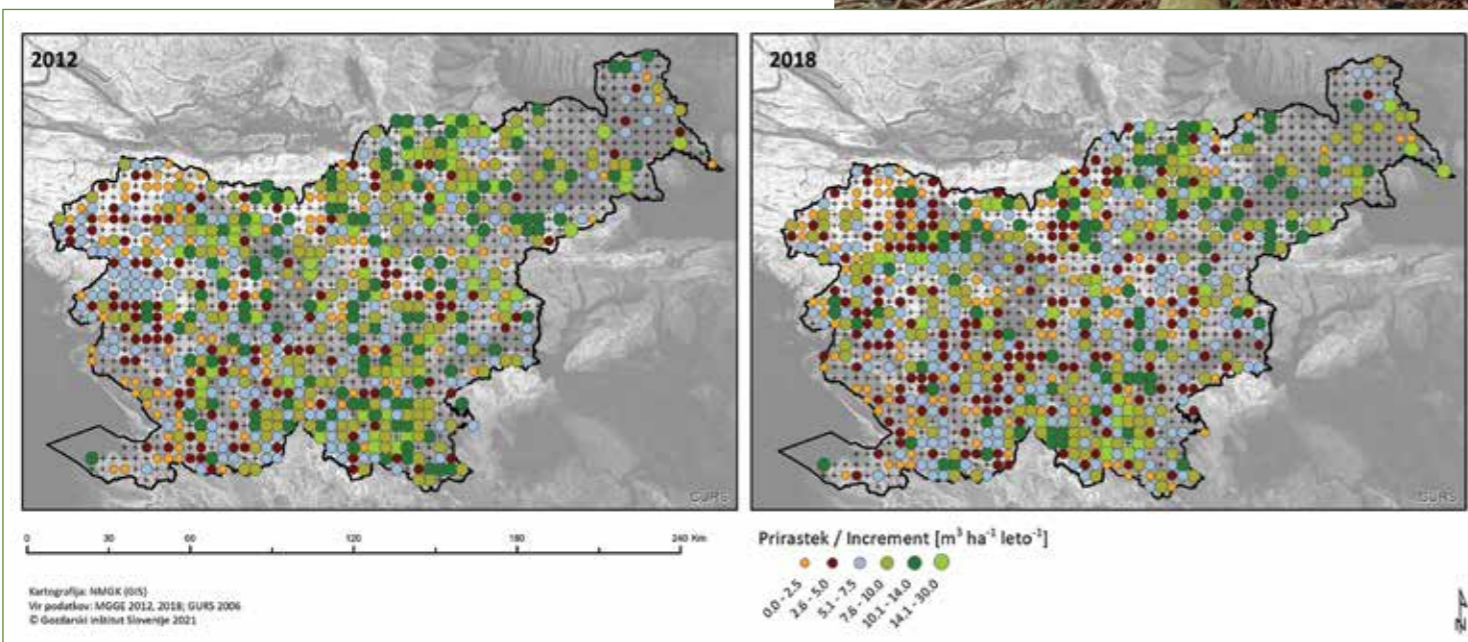 2012
2018
GURS
GURS
0 30 60 120 180 240 Km
Prirastek / Increment [m³ ha⁻¹ leto⁻¹]
0.0 - 2.5
2.6 - 5.0
5.1 - 7.5
7.6 - 10.0
10.1 - 14.0
14.1 - 30.0
Kartografija: NMGK (GIS)
Vir podatkov: MGGE 2012, 2018; GURS 2006
© Gozdarski inštitut Slovenije 2021
N